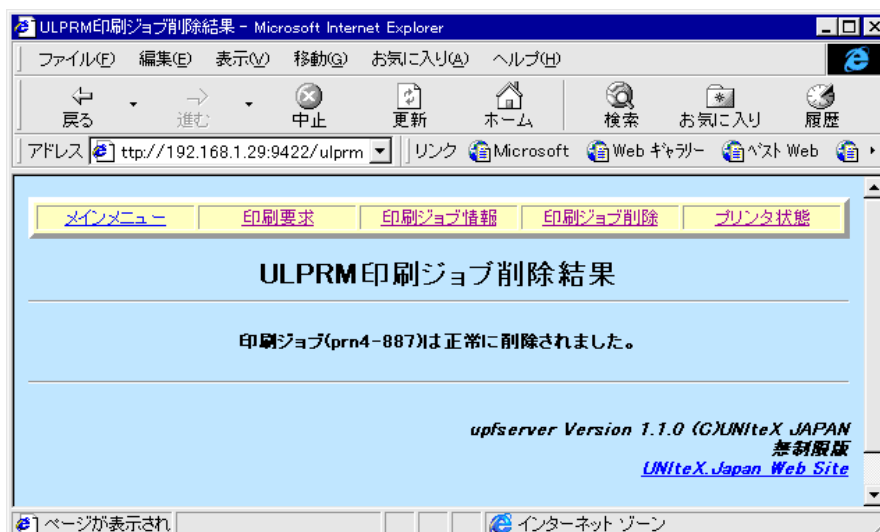 ULPRM印刷ジョブ削除結果 - Microsoft Internet Explorer
ファイル(F) 編集(E) 表示(V) 移動(G) お気に入り(A) ヘルプ(H)
戻る 進む 中止 更新 ホーム 検索 お気に入り 履歴
アドレス ttp://192.168.1.29:9422/ulprm リンク Microsoft Web ギャラリー ベスト Web
メインメニュー 印刷要求 印刷ジョブ情報 印刷ジョブ削除 プリンタ状態
ULPRM印刷ジョブ削除結果
印刷ジョブ(prn4-887)は正常に削除されました。
upfserver Version 1.1.0 (C)UNIteX JAPAN
無制限版
UNIteX.Japan Web Site
ページが表示され インターネット ゾーン